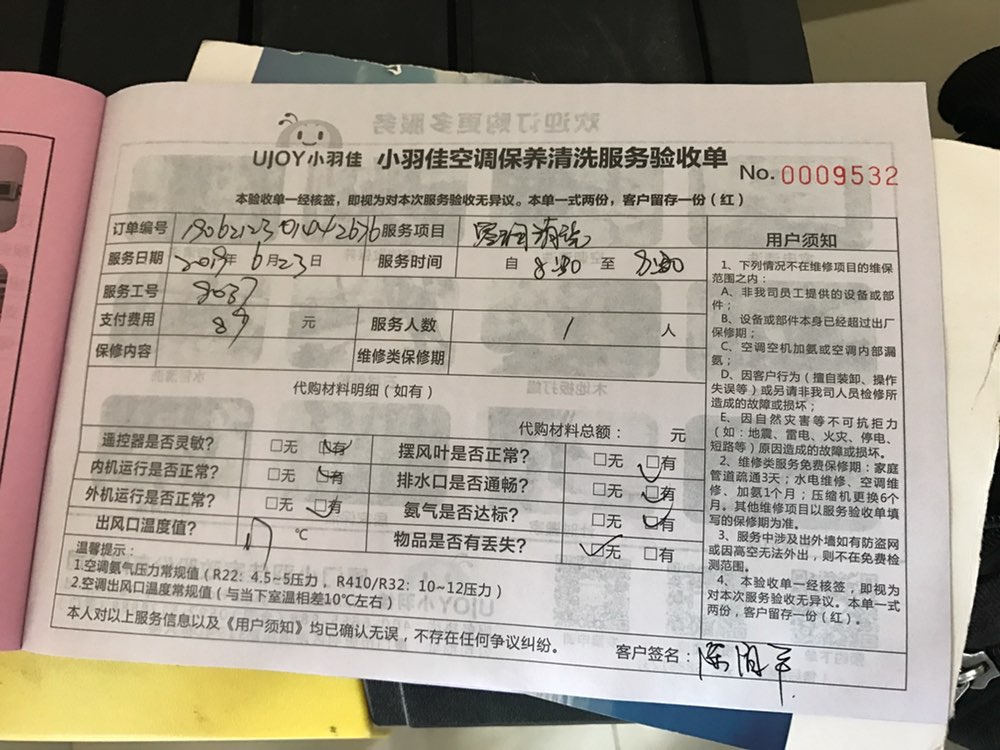 UJOY小羽佳 小羽佳空调保养清洗服务验收单
No. 0009532
本验收单一经核签，即视为对本次服务验收无异议。本单一式两份，客户留存一份（红）
订单编号 服务项目
服务日期 2019年 6月23日 服务时间 自 8:30 至
服务工号 8037
支付费用 89 元 服务人数 1 人
保修内容 维修类保修期
代购材料明细（如有）
代购材料总额： 元
遥控器是否灵敏？ □无 □有 摆风叶是否正常？ □无 □有
内机运行是否正常？ □无 □有 排水口是否通畅？ □无 □有
外机运行是否正常？ □无 □有 氨气是否达标？ □无 □有
出风口温度值？ ℃ 物品是否有丢失？ □无 □有
温馨提示：
1.空调氨气压力常规值（R22：4.5~5压力，R410/R32：10~12压力）
2.空调出风口温度常规值（与当下室温相差10℃左右）
本人对以上服务信息以及《用户须知》均已确认无误，不存在任何争议纠纷。
客户签名：
用户须知
1、下列情况不在维修项目的维保
范围之内：
A、非我司员工提供的设备或部
件；
B、设备或部件本身已经超过出厂
保修期；
C、空调空机加氨或空调内部漏
氨；
D、因客户行为（擅自装卸、操作
失误等）或另请非我司人员检修所
造成的故障或损坏；
E、因自然灾害等不可抗拒力
（如：地震、雷电、火灾、停电、
短路等）原因造成的故障或损坏。
2、维修类服务免费保修期：家庭
管道疏通3天；水电维修、空调维
修、加氨1个月；压缩机更换6个
月。其他维修项目以服务验收单填
写的保修期为准。
3、服务中涉及出外墙如有防盗网
或因高空无法外出，则不在免费检
测范围。
4、本验收单一经核签，即视为
对本次服务验收无异议。本单一式
两份，客户留存一份（红）。